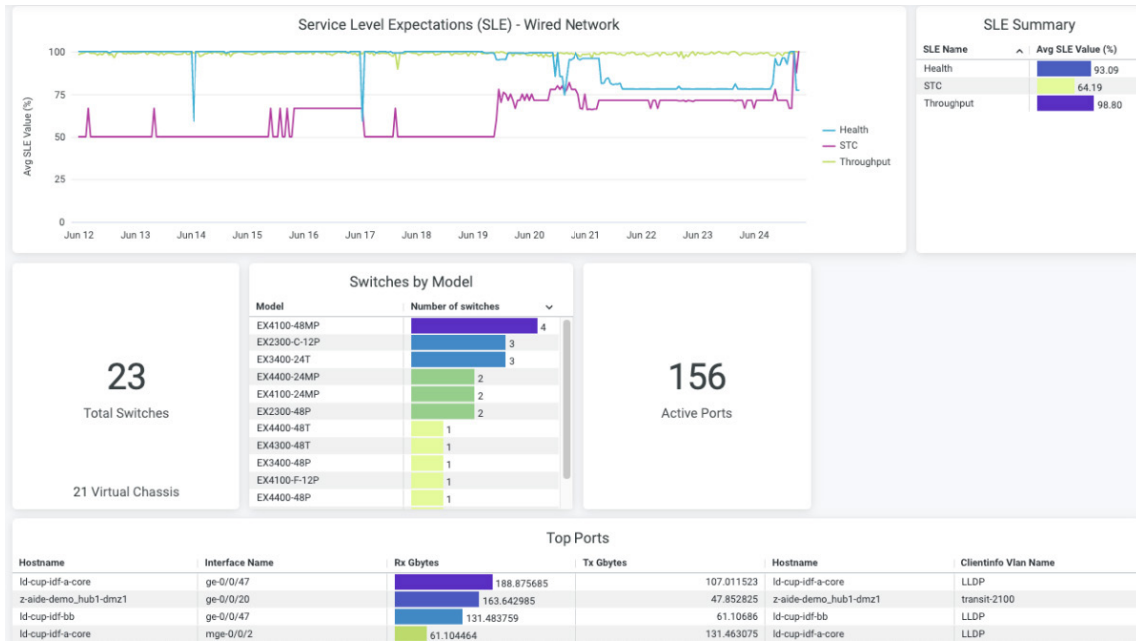 Service Level Expectations (SLE) - Wired Network
Avg SLE Value (%)
100
75
50
25
0
Jun 12 Jun 13 Jun 14 Jun 15 Jun 16 Jun 17 Jun 18 Jun 19 Jun 20 Jun 21 Jun 22 Jun 23 Jun 24
Health
STC
Throughput
SLE Summary
SLE Name Avg SLE Value (%)
Health 93.09
STC 64.19
Throughput 98.80
23
Total Switches
21 Virtual Chassis
Switches by Model
Model Number of switches
EX4100-48MP 4
EX2300-C-12P 3
EX3400-24T 3
EX4400-24MP 2
EX4100-24MP 2
EX2300-48P 2
EX4400-48T 1
EX4300-48T 1
EX3400-48P 1
EX4100-F-12P 1
EX4400-48P 1
156
Active Ports
Top Ports
Hostname Interface Name Rx Gbytes Tx Gbytes Hostname Clientinfo Vlan Name
ld-cup-idf-a-core ge-0/0/47 188.875685 107.011523 ld-cup-idf-a-core LLDP
z-aide-demo_hub1-dmz1 ge-0/0/20 163.642985 47.852825 z-aide-demo_hub1-dmz1 transit-2100
ld-cup-idf-bb ge-0/0/47 131.483759 61.10686 ld-cup-idf-bb LLDP
ld-cup-idf-a-core mge-0/0/2 61.104464 131.463075 ld-cup-idf-a-core LLDP